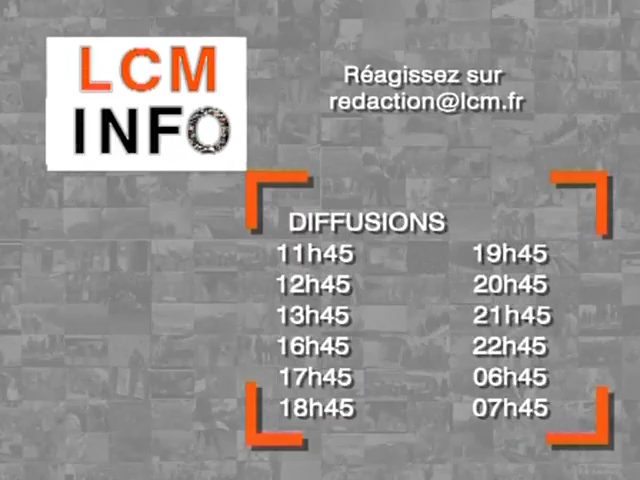 LCM
INFO
Réagissez sur
redaction@lcm.fr
DIFFUSIONS
11h45
12h45
13h45
16h45
17h45
18h45
19h45
20h45
21h45
22h45
06h45
07h45